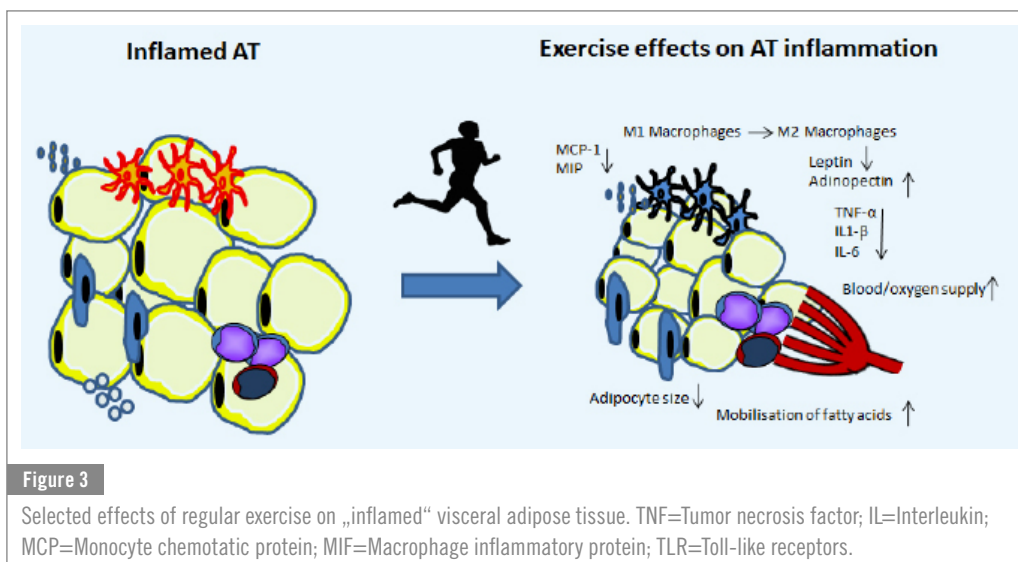 Inflamed AT
Exercise effects on AT inflammation
M1 Macrophages → M2 Macrophages
MCP-1
MIP ↓
Leptin ↓
Adinopectin ↑
TNF-α
IL1-β
IL-6 ↓
Blood/oxygen supply ↑
Adipocyte size ↓
Mobilisation of fatty acids ↑
Figure 3
Selected effects of regular exercise on „inflamed“ visceral adipose tissue. TNF=Tumor necrosis factor; IL=Interleukin;
MCP=Monocyte chemotatic protein; MIF=Macrophage inflammatory protein; TLR=Toll-like receptors.